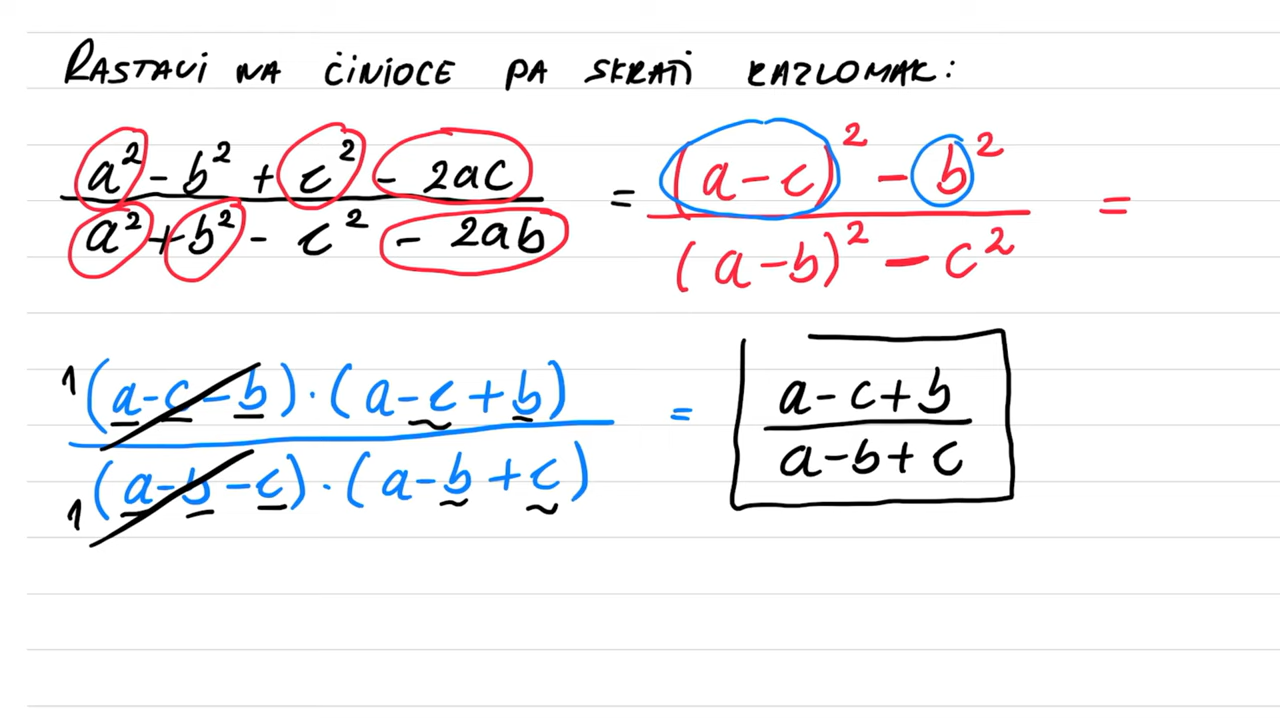 RASTAVI NA ČINIOCE PA SKRATI RAZLOMAK:
(a² - b² + c² - 2ac) / (a² + b² - c² - 2ab) = ((a-c)² - b²) / ((a-b)² - c²) =
1 (a-c-b)·(a-c+b) / 1 (a-b-c)·(a-b+c) = (a-c+b) / (a-b+c)